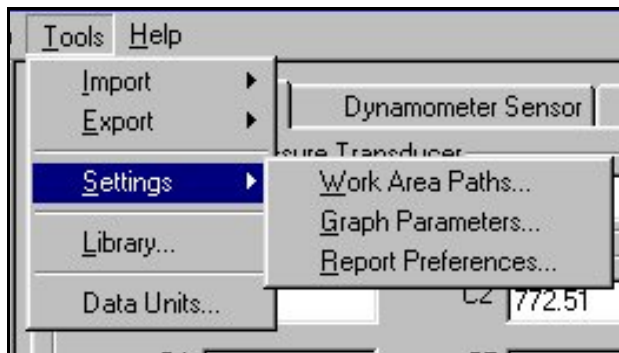 Tools Help
Import
Export
Dynamometer Sensor
Transducer
Settings
Work Area Paths...
Graph Parameters...
Report Preferences...
Library...
Data Units...
C2 772.51